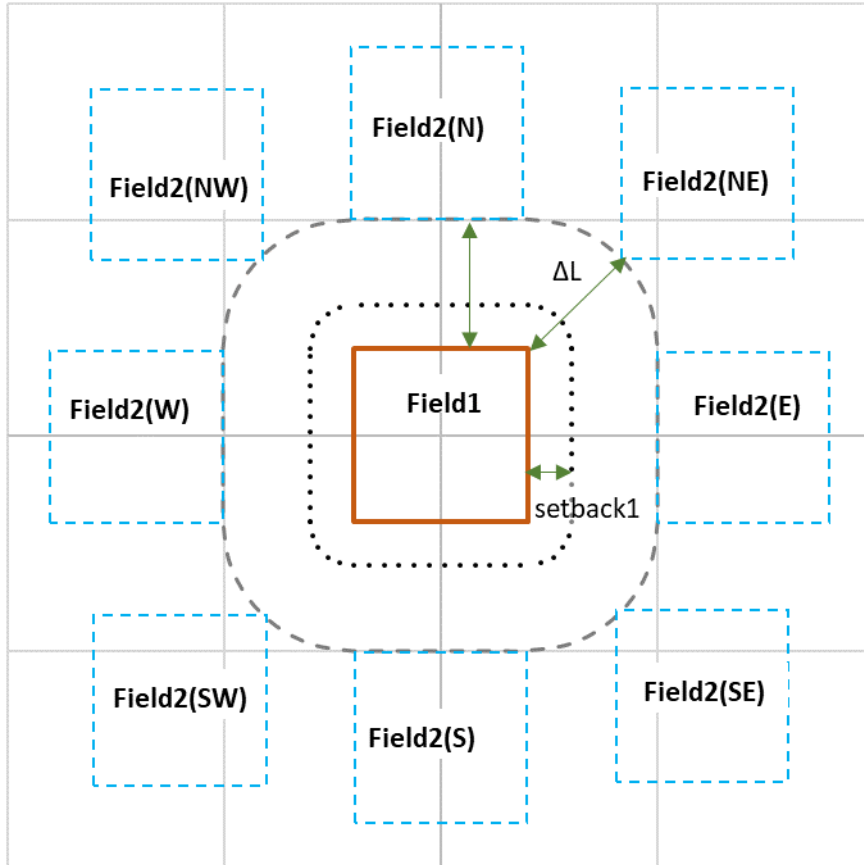 Field2(N)
Field2(NW)
Field2(NE)
ΔL
Field1
Field2(W)
Field2(E)
setback1
Field2(SW)
Field2(SE)
Field2(S)